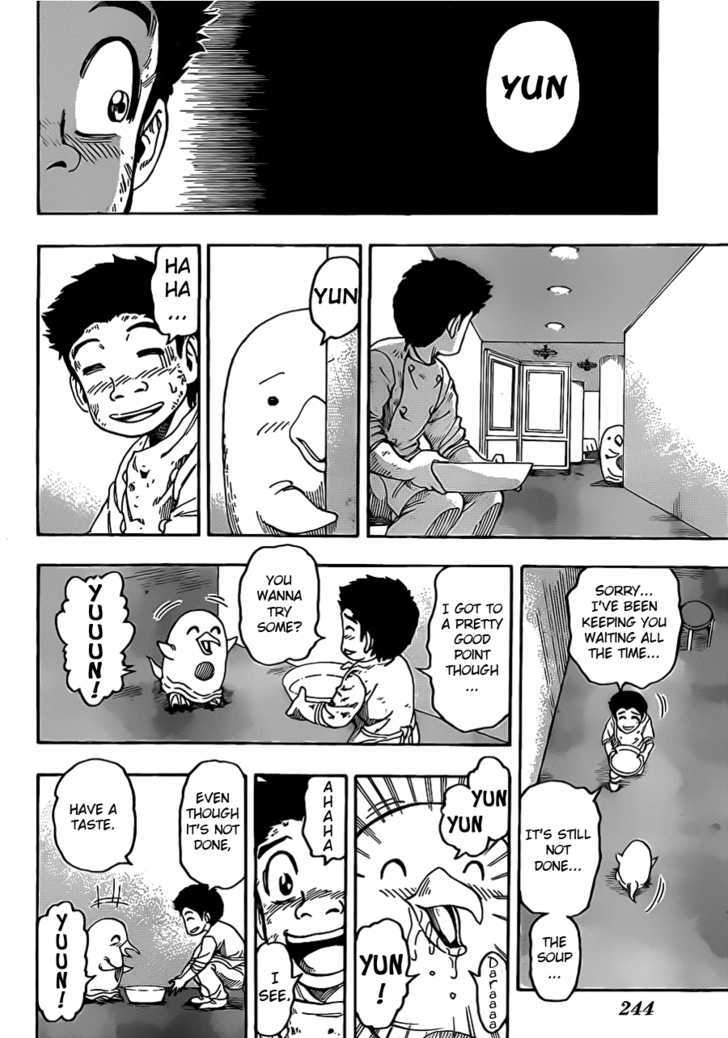 YUN
YUN
HA
HA
...
SORRY...
I'VE BEEN
KEEPING YOU
WAITING ALL
THE TIME...
IT'S STILL
NOT
DONE...
THE
SOUP
...
I GOT TO
A PRETTY
GOOD
POINT
THOUGH
...
YOU
WANNA
TRY
SOME?
YUUUN!
YUN
YUN
Daraaaa
YUN
!
AHAHA
I
SEE.
EVEN
THOUGH
IT'S NOT
DONE,
HAVE A
TASTE.
YUUN!
244